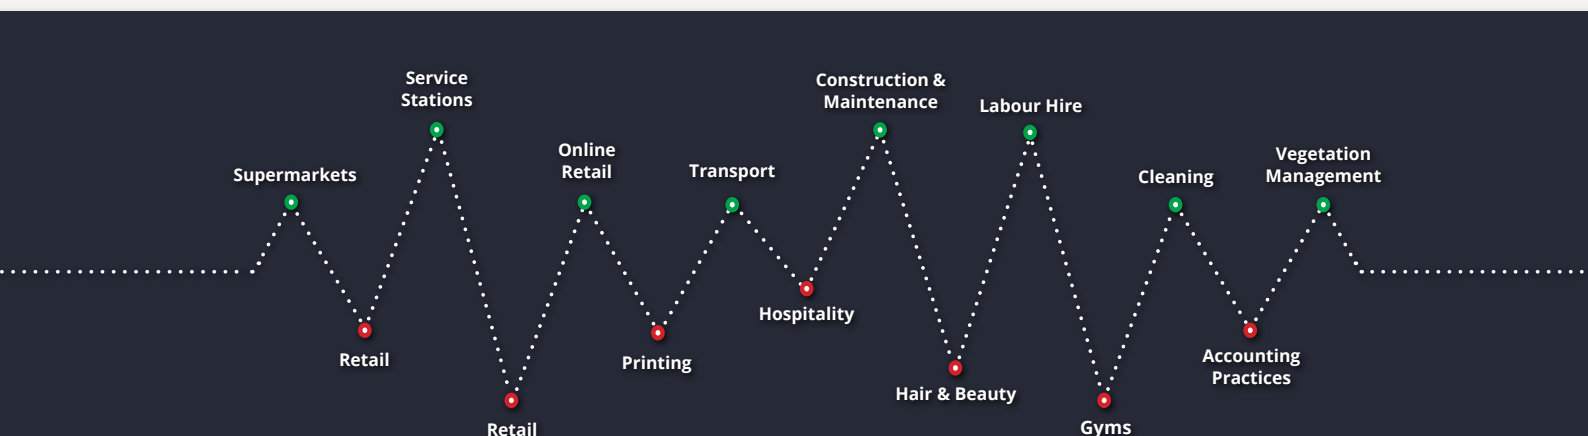 Supermarkets
Retail
Service
Stations
Retail
Online
Retail
Printing
Transport
Hospitality
Construction &
Maintenance
Hair & Beauty
Labour Hire
Gyms
Cleaning
Accounting
Practices
Vegetation
Management